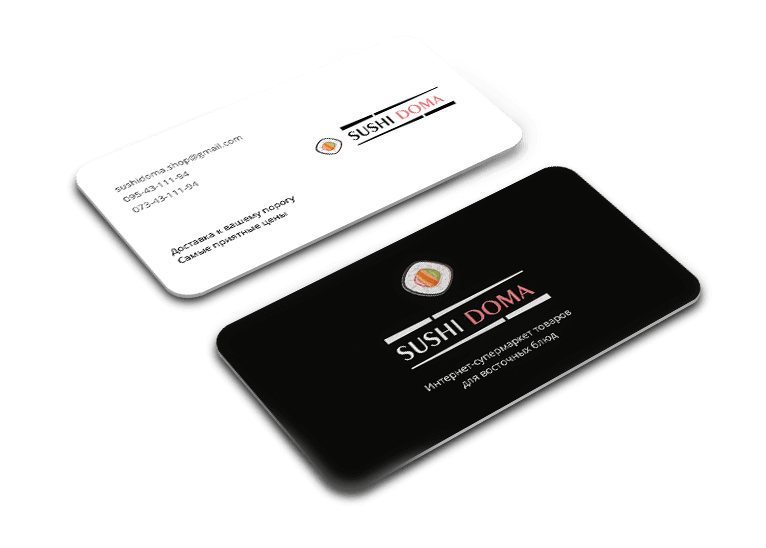 SUSHI DOMA
sushidoma.shop@gmail.com
095-43-111-94
073-43-111-94
Доставка к вашему порогу
Самые приятные цены
SUSHI DOMA
Интернет-супермаркет товаров
для восточных блюд